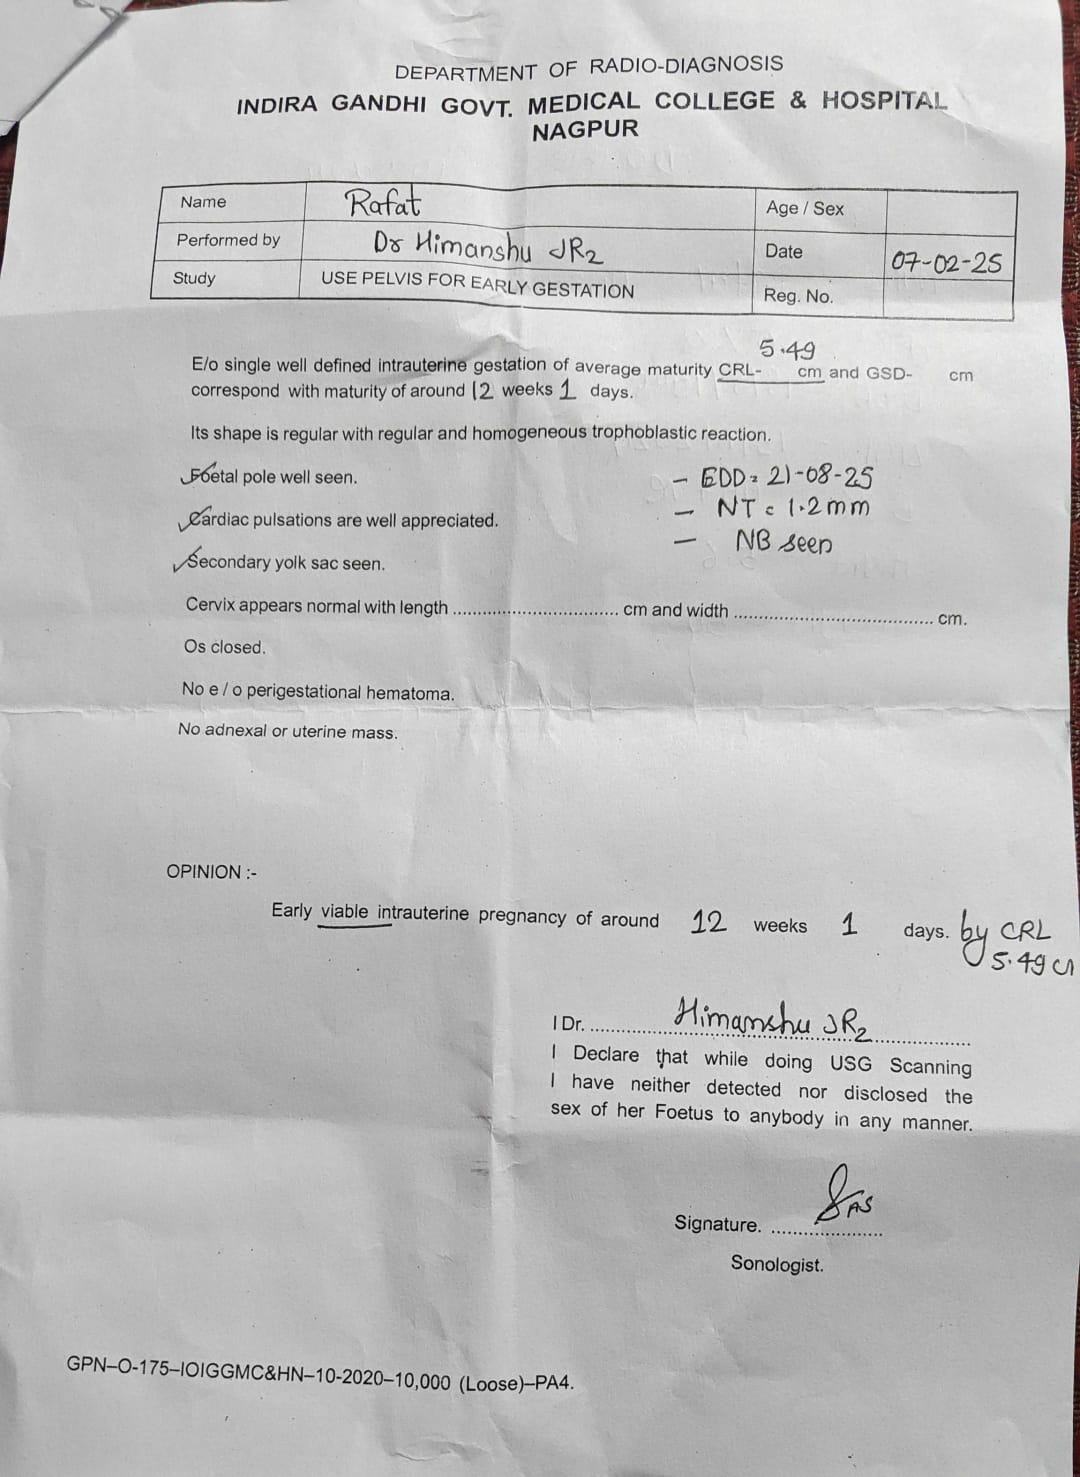 DEPARTMENT OF RADIO-DIAGNOSIS
INDIRA GANDHI GOVT. MEDICAL COLLEGE & HOSPITAL
NAGPUR
Name Rafat Age / Sex
Performed by Dr Himanshu JR2 Date 07-02-25
Study USE PELVIS FOR EARLY GESTATION Reg. No.
E/o single well defined intrauterine gestation of average maturity CRL- 5.49 cm and GSD- cm
correspond with maturity of around 12 weeks 1 days.
Its shape is regular with regular and homogeneous trophoblastic reaction.
Foetal pole well seen. - EDD = 21-08-25
- NT = 1.2mm
Cardiac pulsations are well appreciated.
- NB seen
Secondary yolk sac seen.
Cervix appears normal with length .............................. cm and width .................................... cm.
Os closed.
No e / o perigestational hematoma.
No adnexal or uterine mass.
OPINION :-
Early viable intrauterine pregnancy of around 12 weeks 1 days. by CRL
5.49 cm
I Dr. Himanshu JR2
I Declare that while doing USG Scanning
I have neither detected nor disclosed the
sex of her Foetus to anybody in any manner.
Signature. ....................
Sonologist.
GPN–O-175–IOIGGMC&HN–10-2020–10,000 (Loose)–PA4.